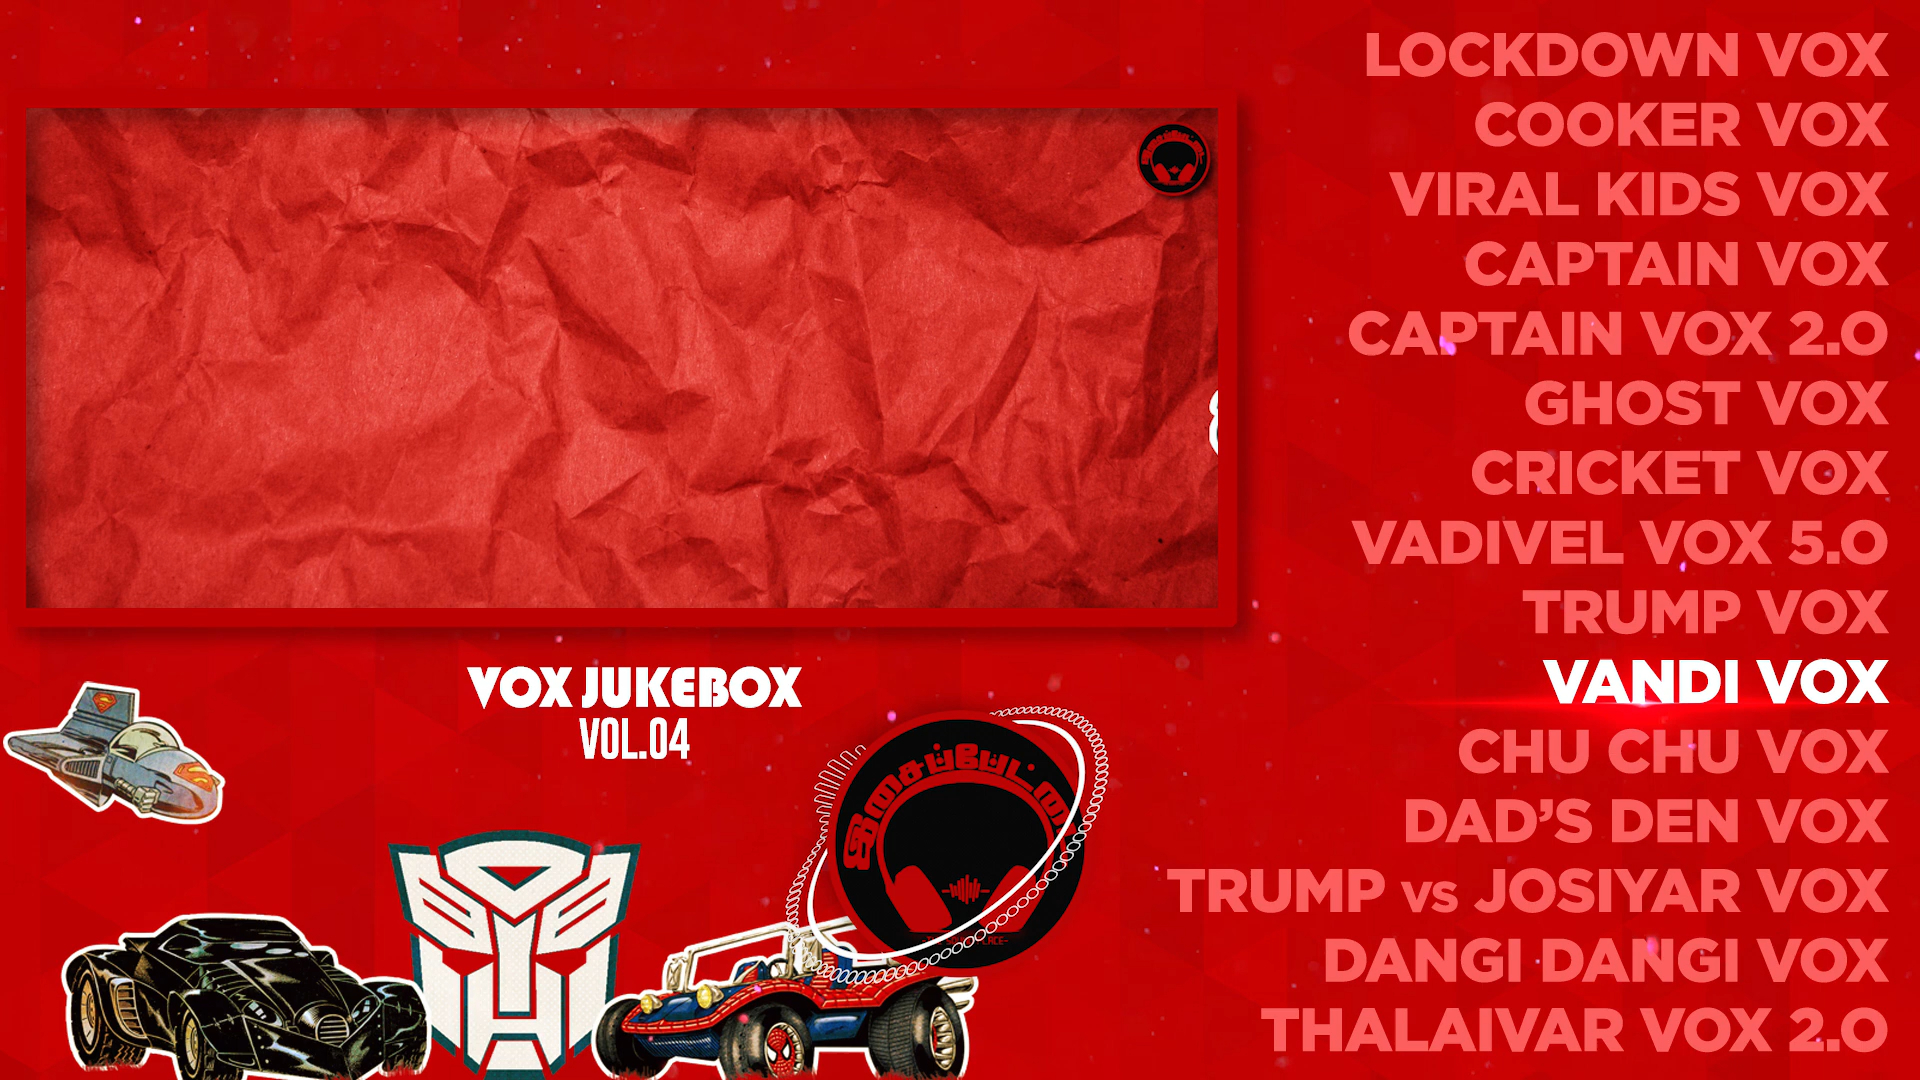 LOCKDOWN VOX
COOKER VOX
VIRAL KIDS VOX
CAPTAIN VOX
CAPTAIN VOX 2.0
GHOST VOX
CRICKET VOX
VADIVEL VOX 5.0
TRUMP VOX
VANDI VOX
CHU CHU VOX
DAD'S DEN VOX
TRUMP VS JOSIYAR VOX
DANGI DANGI VOX
THALAIVAR VOX 2.0
இசைப்பேட்டை
VOX JUKEBOX
VOL.04
இசைப்பேட்டை